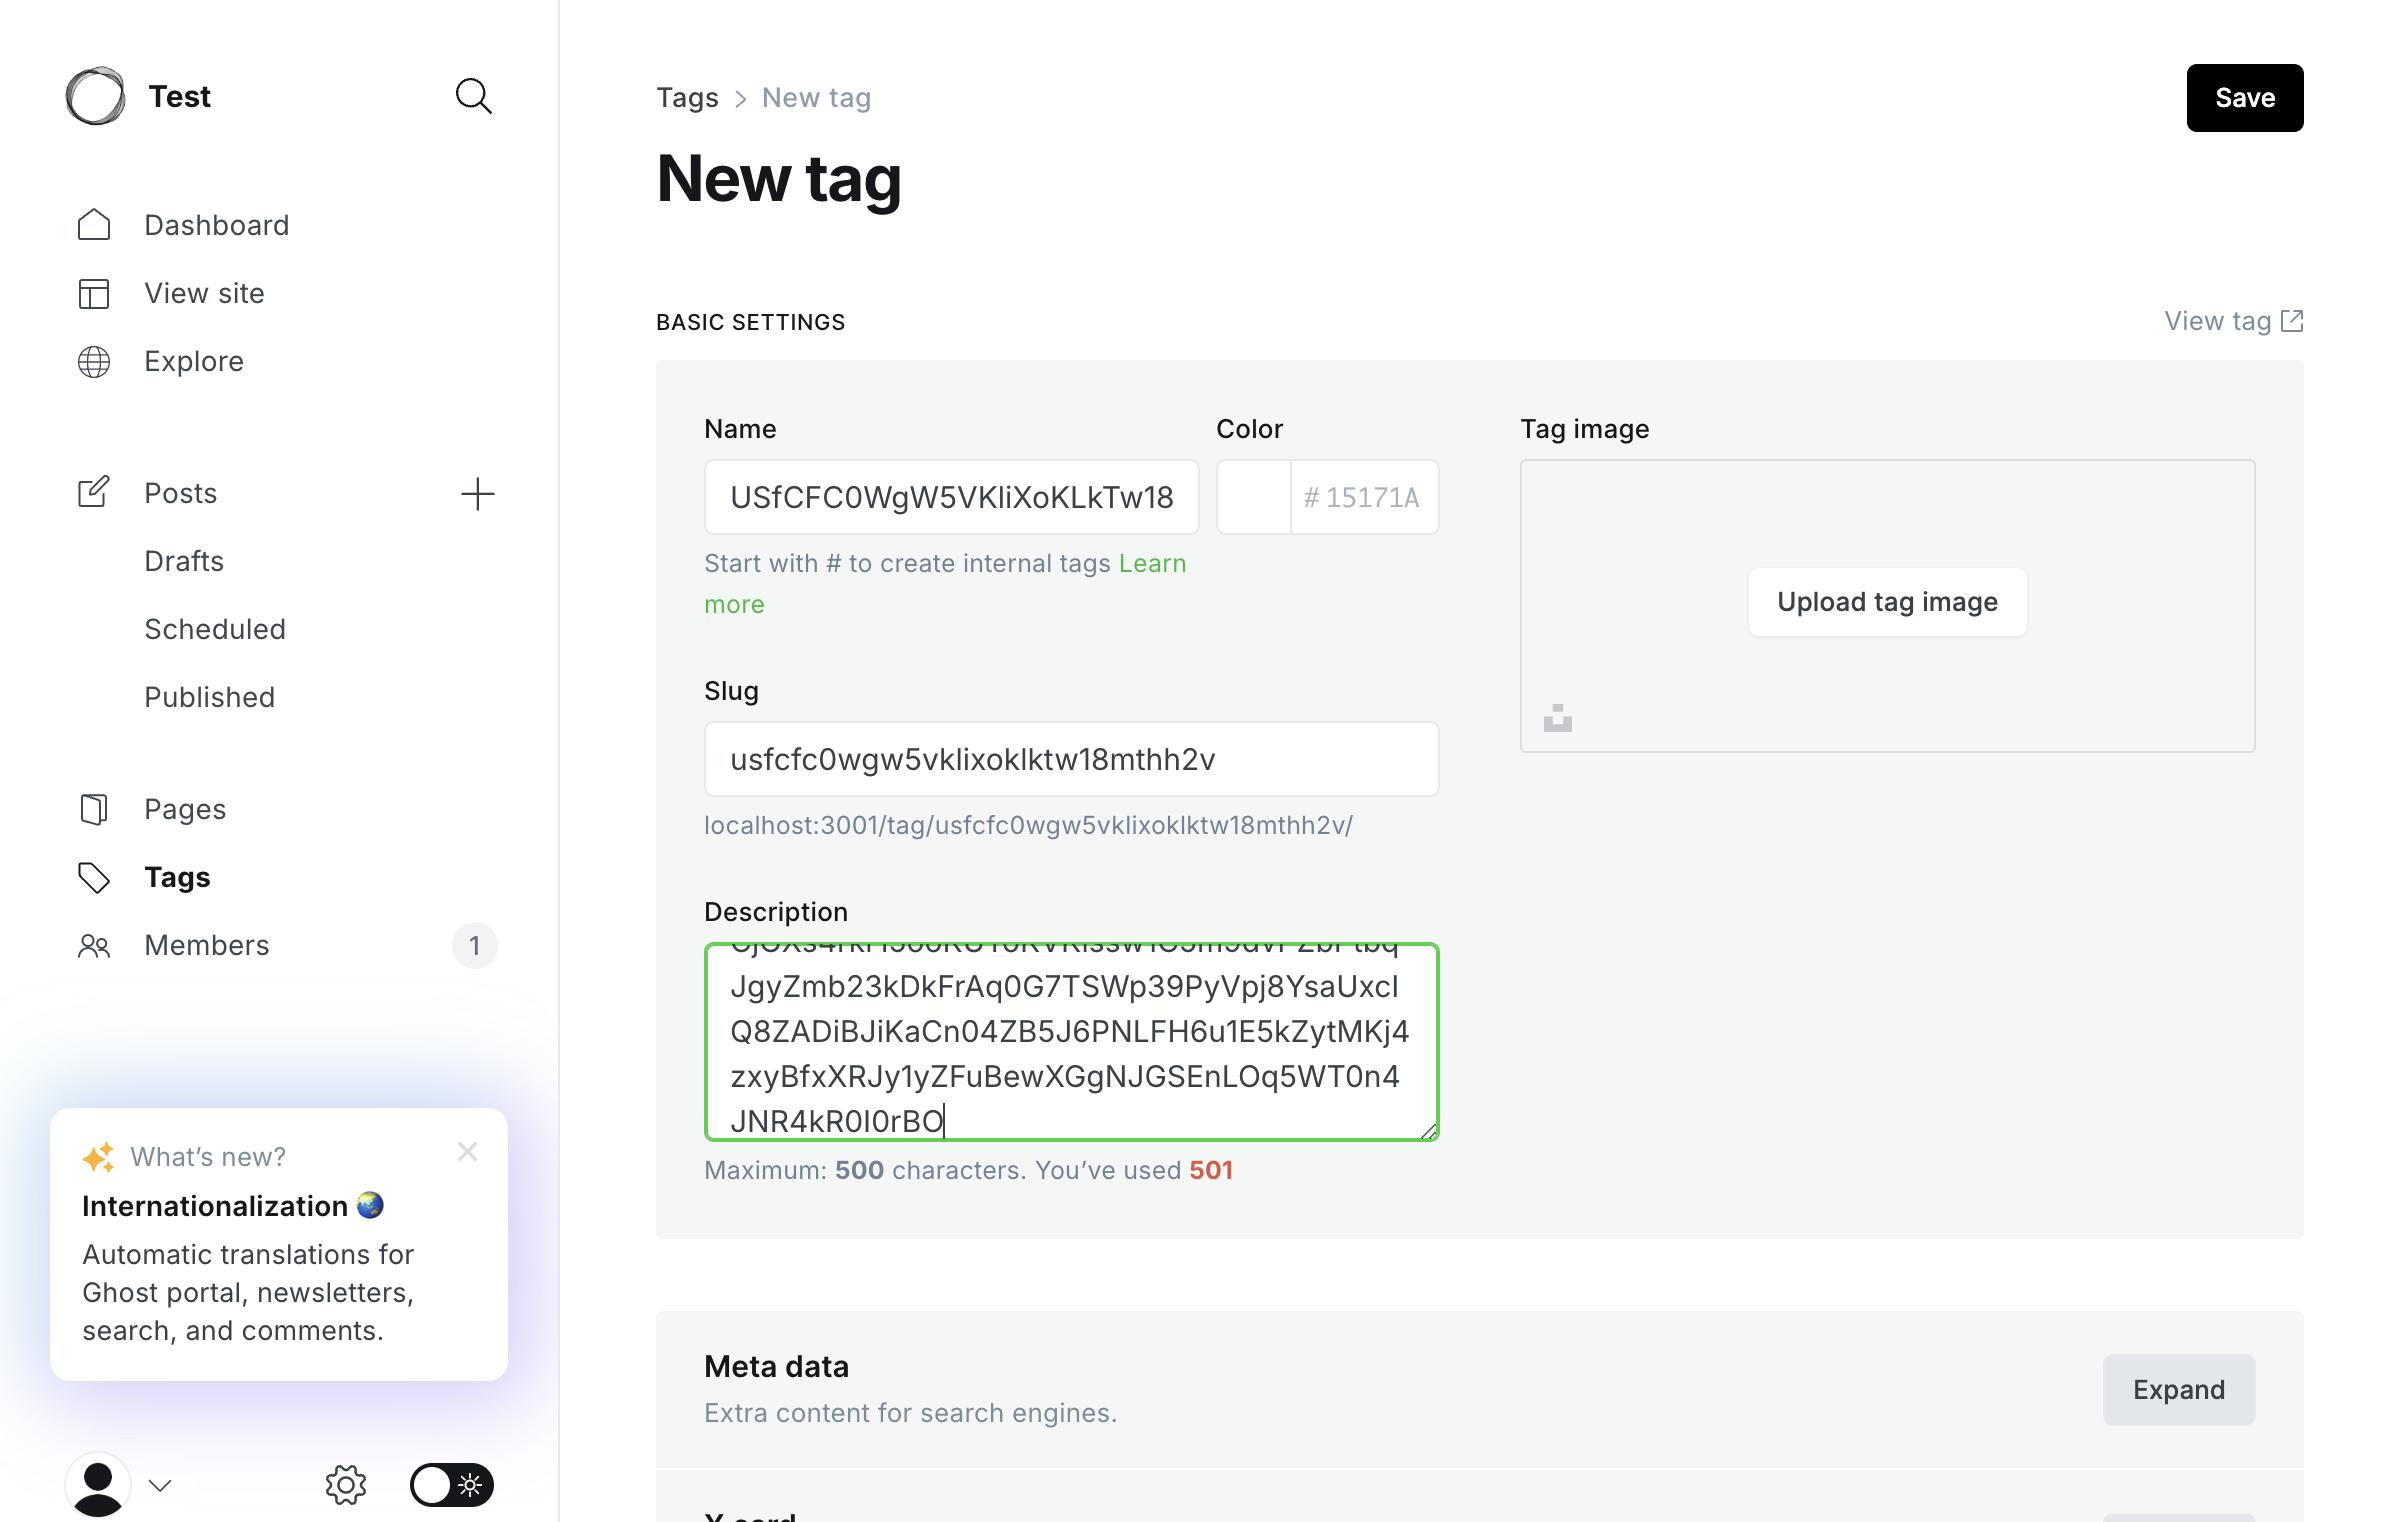 Test
Dashboard
View site
Explore
Posts
Drafts
Scheduled
Published
Pages
Tags
Members
1
What’s new?
Internationalization
Automatic translations for
Ghost portal, newsletters,
search, and comments.
Tags > New tag
Save
New tag
BASIC SETTINGS
View tag
Name
USfCFC0WgW5VKliXoKLkTw18
Start with # to create internal tags Learn
more
Color
# 15171A
Tag image
Upload tag image
Slug
usfcfc0wgw5vklixoklktw18mthh2v
localhost:3001/tag/usfcfc0wgw5vklixoklktw18mthh2v/
Description
JgyZmb23kDkFrAq0G7TSWp39PyVpj8YsaUxcI
Q8ZADiBJiKaCn04ZB5J6PNLFH6u1E5kZytMKj4
zxyBfxXRJy1yZFuBewXGgNJGSEnLOq5WT0n4
JNR4kR0I0rBO
Maximum: 500 characters. You’ve used 501
Meta data
Extra content for search engines.
Expand
X card